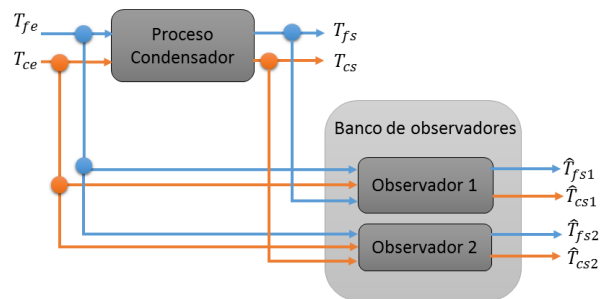 T_fe
Proceso
Condensador
T_fs
T_ce
T_cs
Banco de observadores
Observador 1
T̂_fs1
T̂_cs1
Observador 2
T̂_fs2
T̂_cs2